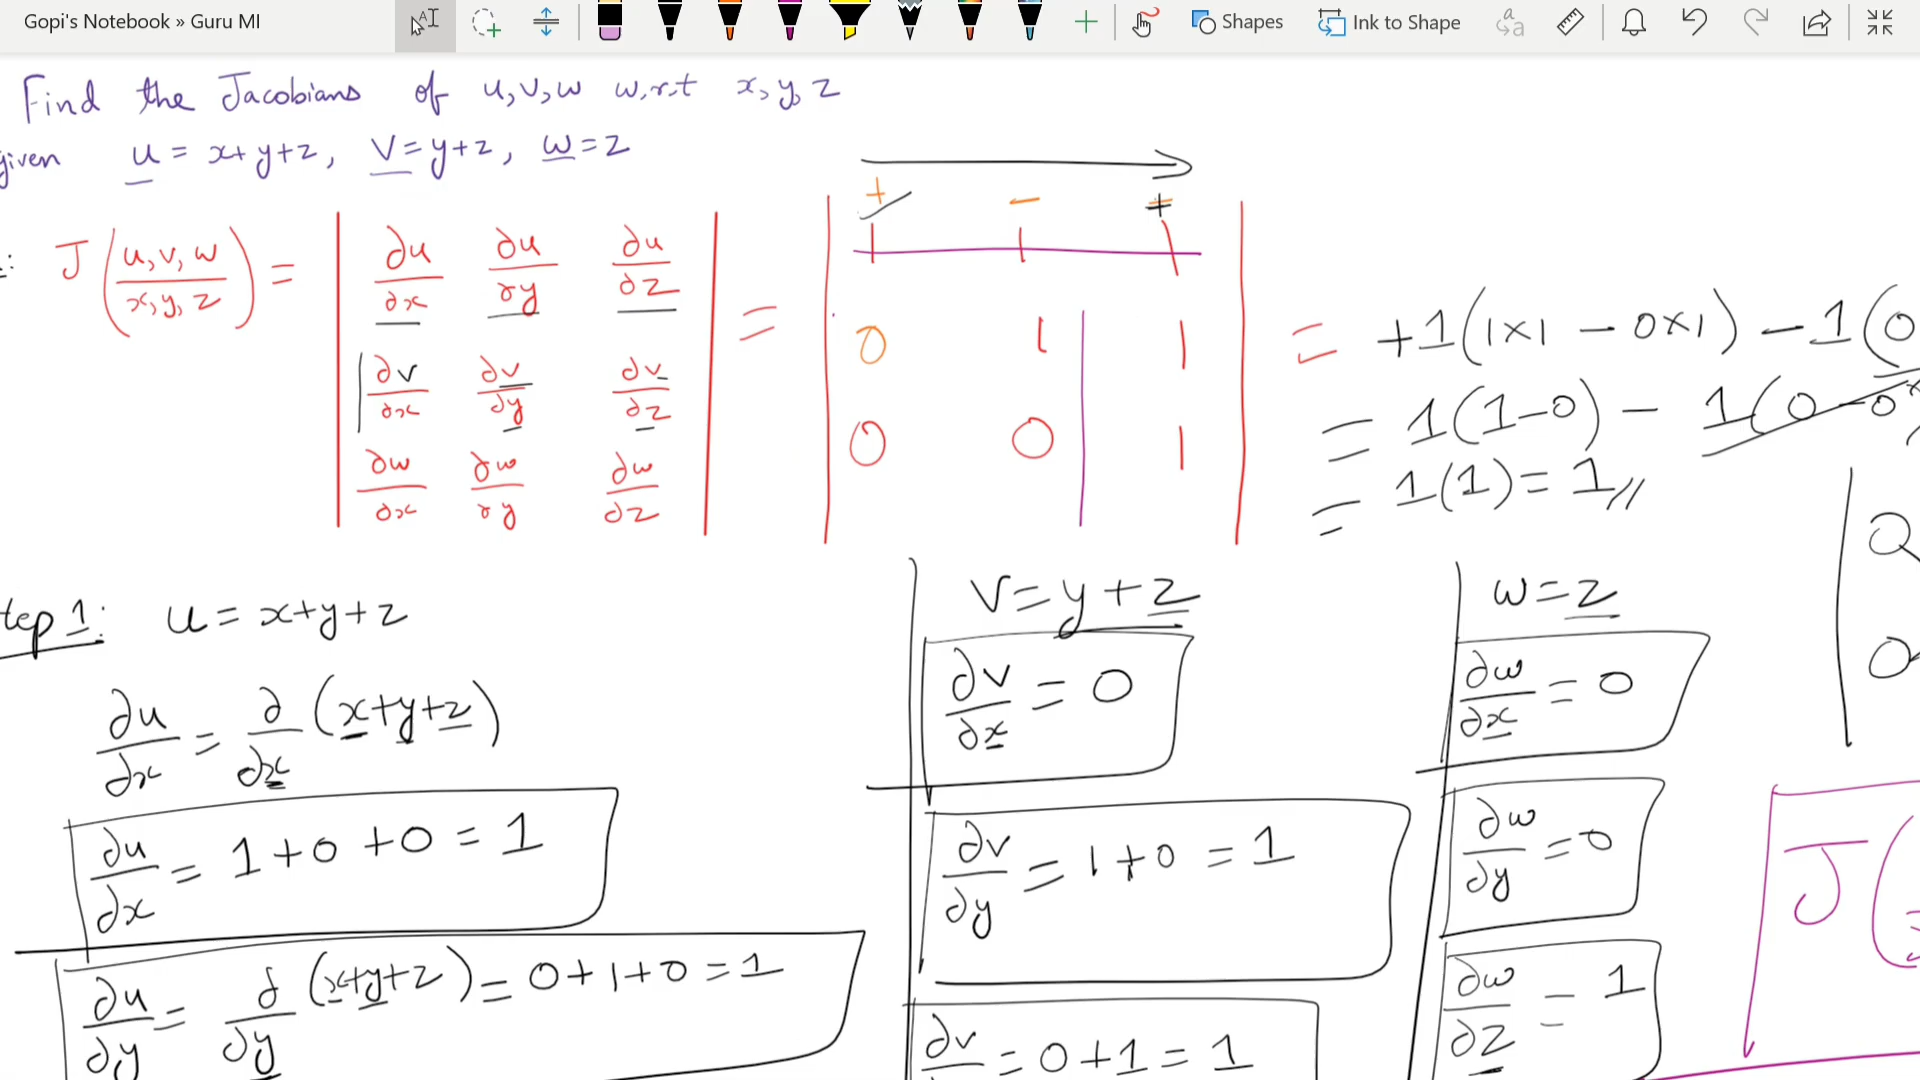 Gopi's Notebook » Guru MI
Shapes
Ink to Shape
Find the Jacobians of u,v,w w.r.t x,y,z
given u = x+y+z, v=y+z, w=z
J(u,v,w / x,y,z) = | ∂u/∂x ∂u/∂y ∂u/∂z | = | 1 1 1 |
| ∂v/∂x ∂v/∂y ∂v/∂z | | 0 1 1 |
| ∂w/∂x ∂w/∂y ∂w/∂z | | 0 0 1 |
+ - +
= +1(1×1 - 0×1) - 1(0
= 1(1-0) - 1(0-0
= 1(1) = 1 //
tep 1: u = x+y+z
∂u/∂x = ∂/∂x (x+y+z)
∂u/∂x = 1+0+0 = 1
∂u/∂y = ∂/∂y (x+y+z) = 0+1+0 = 1
v=y+z
∂v/∂x = 0
∂v/∂y = 1+0 = 1
∂v = 0+1 = 1
w=z
∂w/∂x = 0
∂w/∂y = 0
∂w/∂z = 1
J(